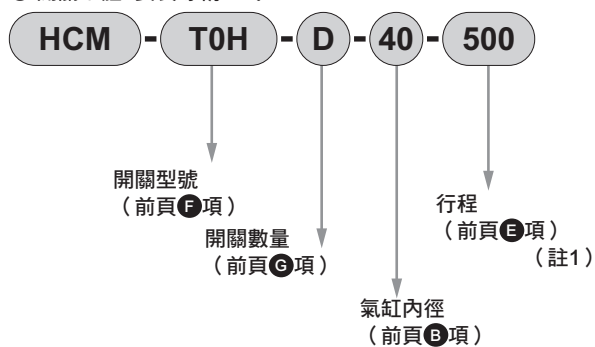 HCM - T0H - D - 40 - 500
開關型號
（前頁F項）
開關數量
（前頁G項）
氣缸內徑
（前頁B項）
行程
（前頁E項）
（註1）